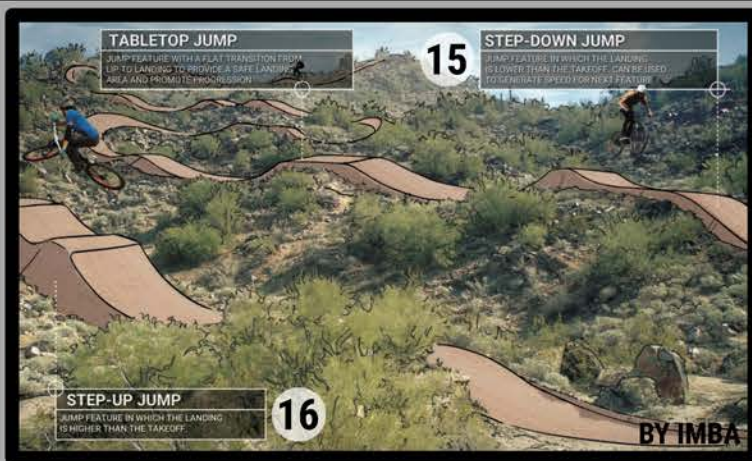 TABLETOP JUMP
JUMP FEATURE WITH A FLAT TRANSITION FROM
UP TO LANDING TO PROVIDE A SAFE LANDING
AREA AND PROMOTE PROGRESSION
15
STEP-DOWN JUMP
JUMP FEATURE IN WHICH THE LANDING
IS LOWER THAN THE TAKEOFF. CAN BE USED
TO GENERATE SPEED FOR NEXT FEATURE
STEP-UP JUMP
JUMP FEATURE IN WHICH THE LANDING
IS HIGHER THAN THE TAKEOFF.
16
BY IMBA